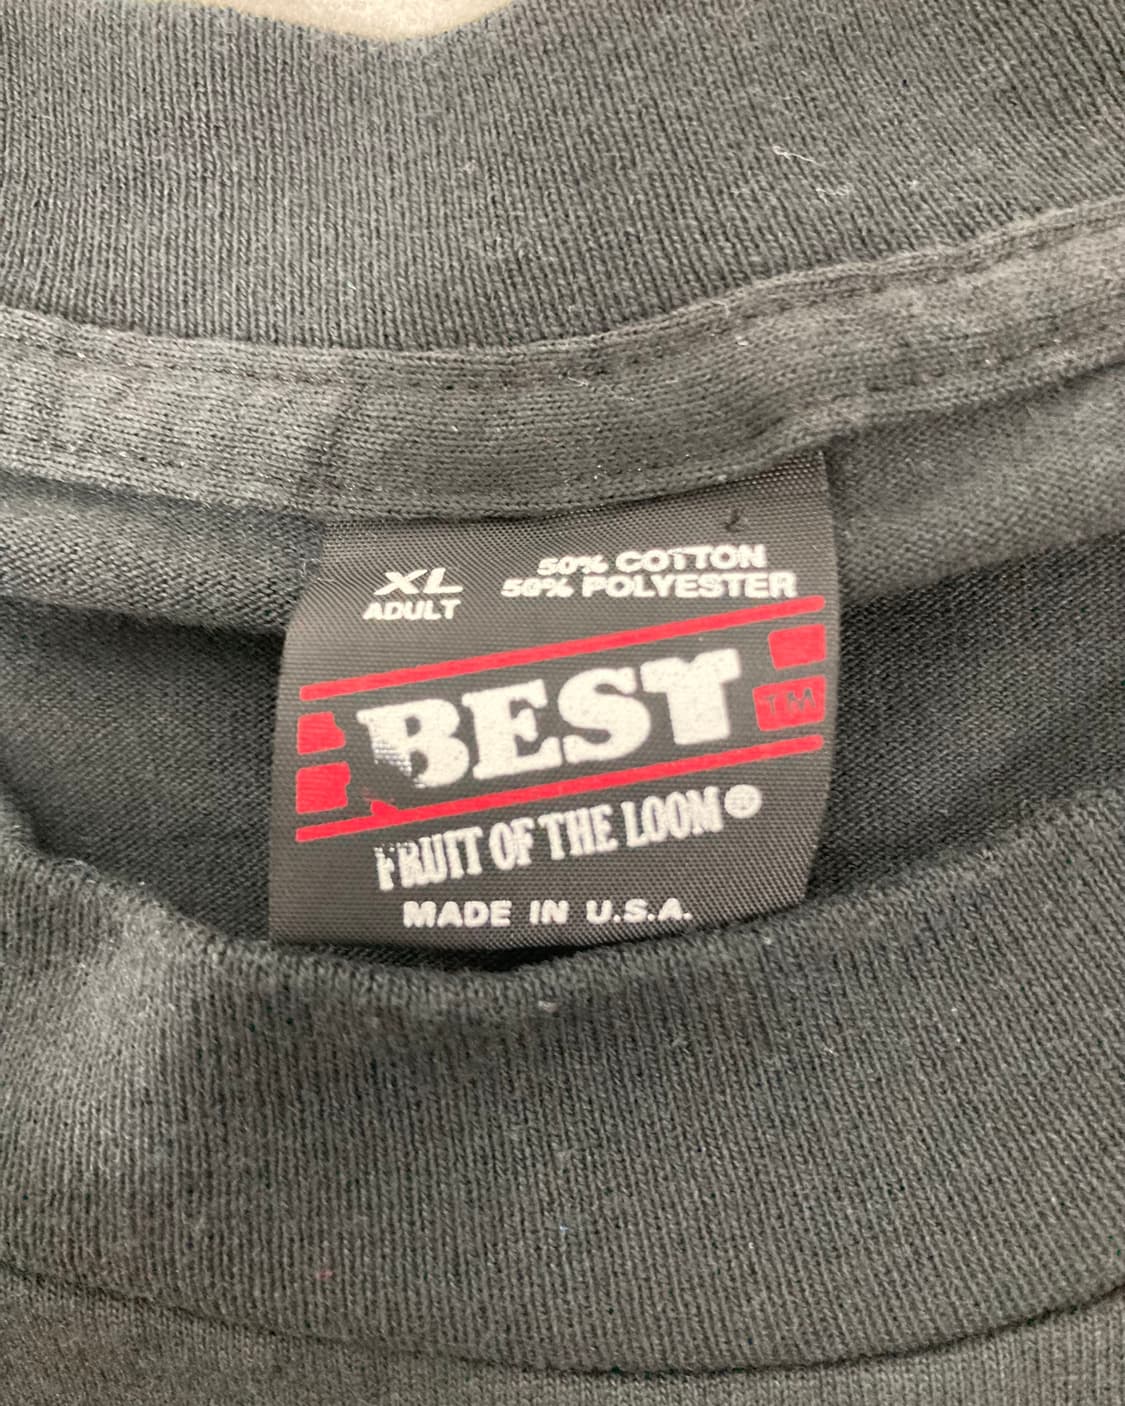 XL
ADULT
50% COTTON
50% POLYESTER
BEST
TM
FRUIT OF THE LOOM®
MADE IN U.S.A.